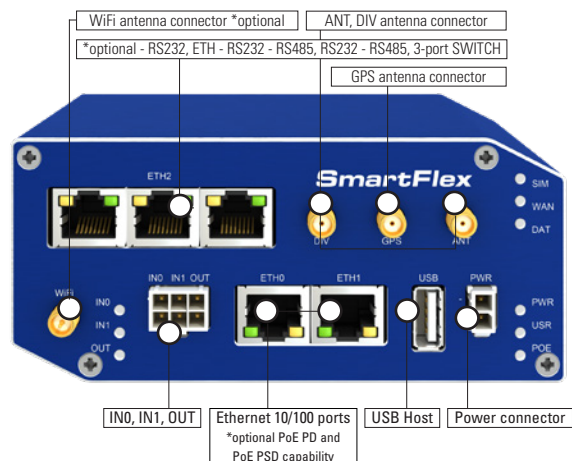 WiFi antenna connector *optional
ANT, DIV antenna connector
*optional - RS232, ETH - RS232 - RS485, RS232 - RS485, 3-port SWITCH
GPS antenna connector
ETH2
SmartFlex
SIM
WAN
DAT
DIV
GPS
ANT
WiFi
IN0
IN1
OUT
IN0 IN1 OUT
ETH0
ETH1
USB
PWR
PWR
USR
POE
IN0, IN1, OUT
Ethernet 10/100 ports
*optional PoE PD and
PoE PSD capability
USB Host
Power connector